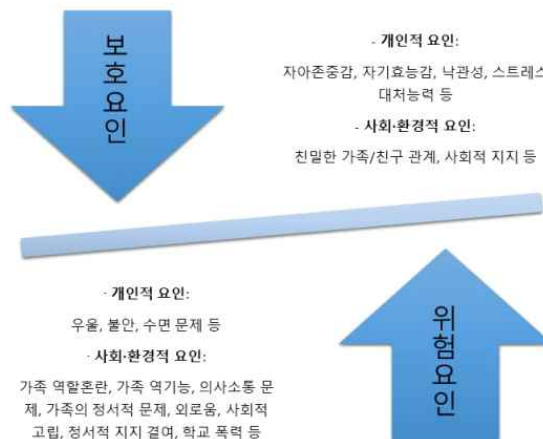 보호요인
- 개인적 요인:
자아존중감, 자기효능감, 낙관성, 스트레스
대처능력 등
- 사회·환경적 요인:
친밀한 가족/친구 관계, 사회적 지지 등
· 개인적 요인:
우울, 불안, 수면 문제 등
· 사회·환경적 요인:
가족 역할혼란, 가족 역기능, 의사소통 문
제, 가족의 정서적 문제, 외로움, 사회적
고립, 정서적 지지 결여, 학교 폭력 등
위험요인